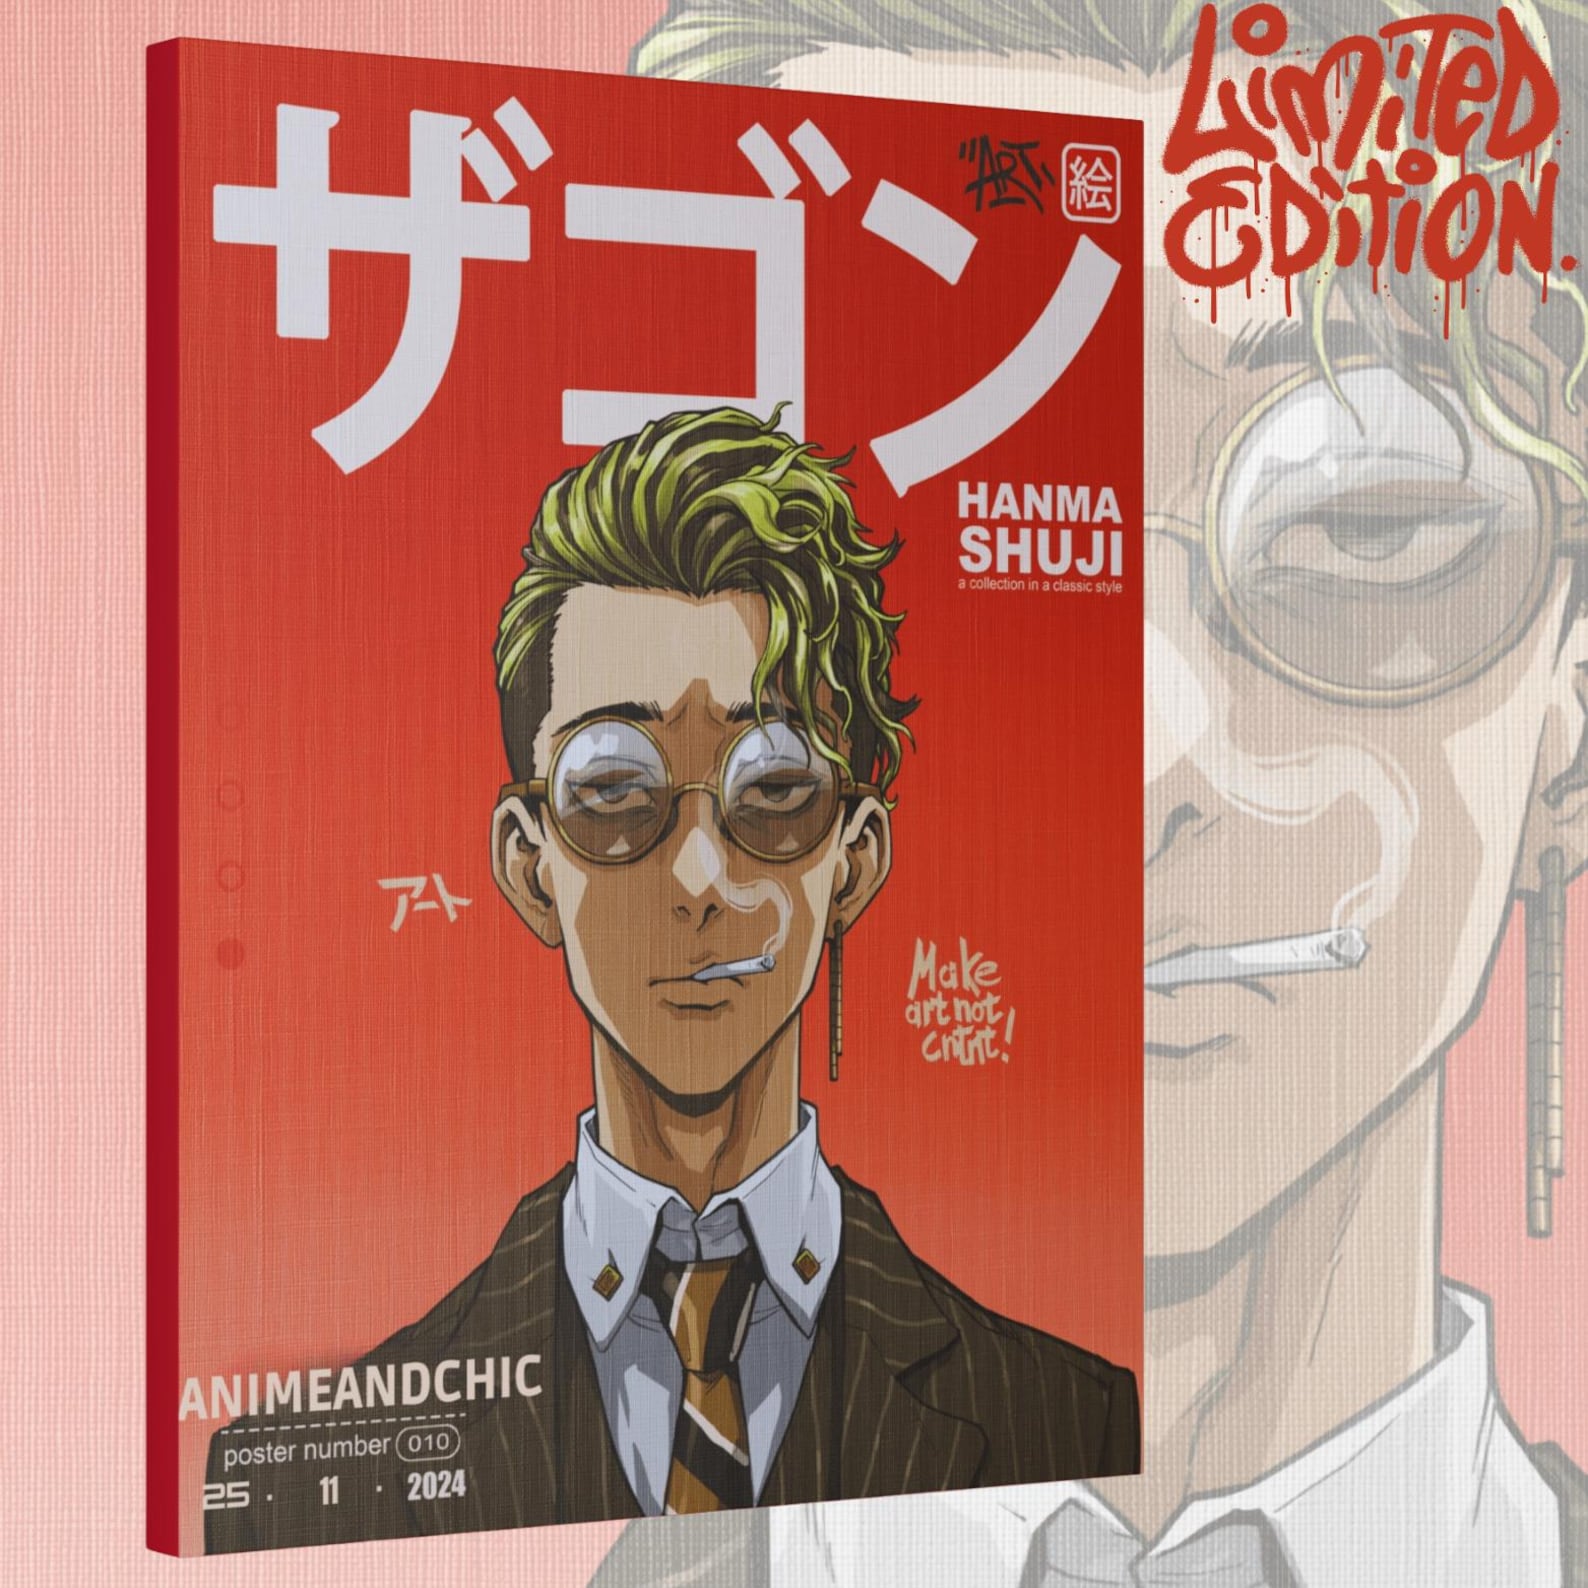 LimiTeD
EDiTiON.
ザゴン
"ART"
絵
HANMA
SHUJI
a collection in a classic style
アート
Make
art not
cntnt!
ANIMEANDCHIC
poster number 010
25 · 11 · 2024